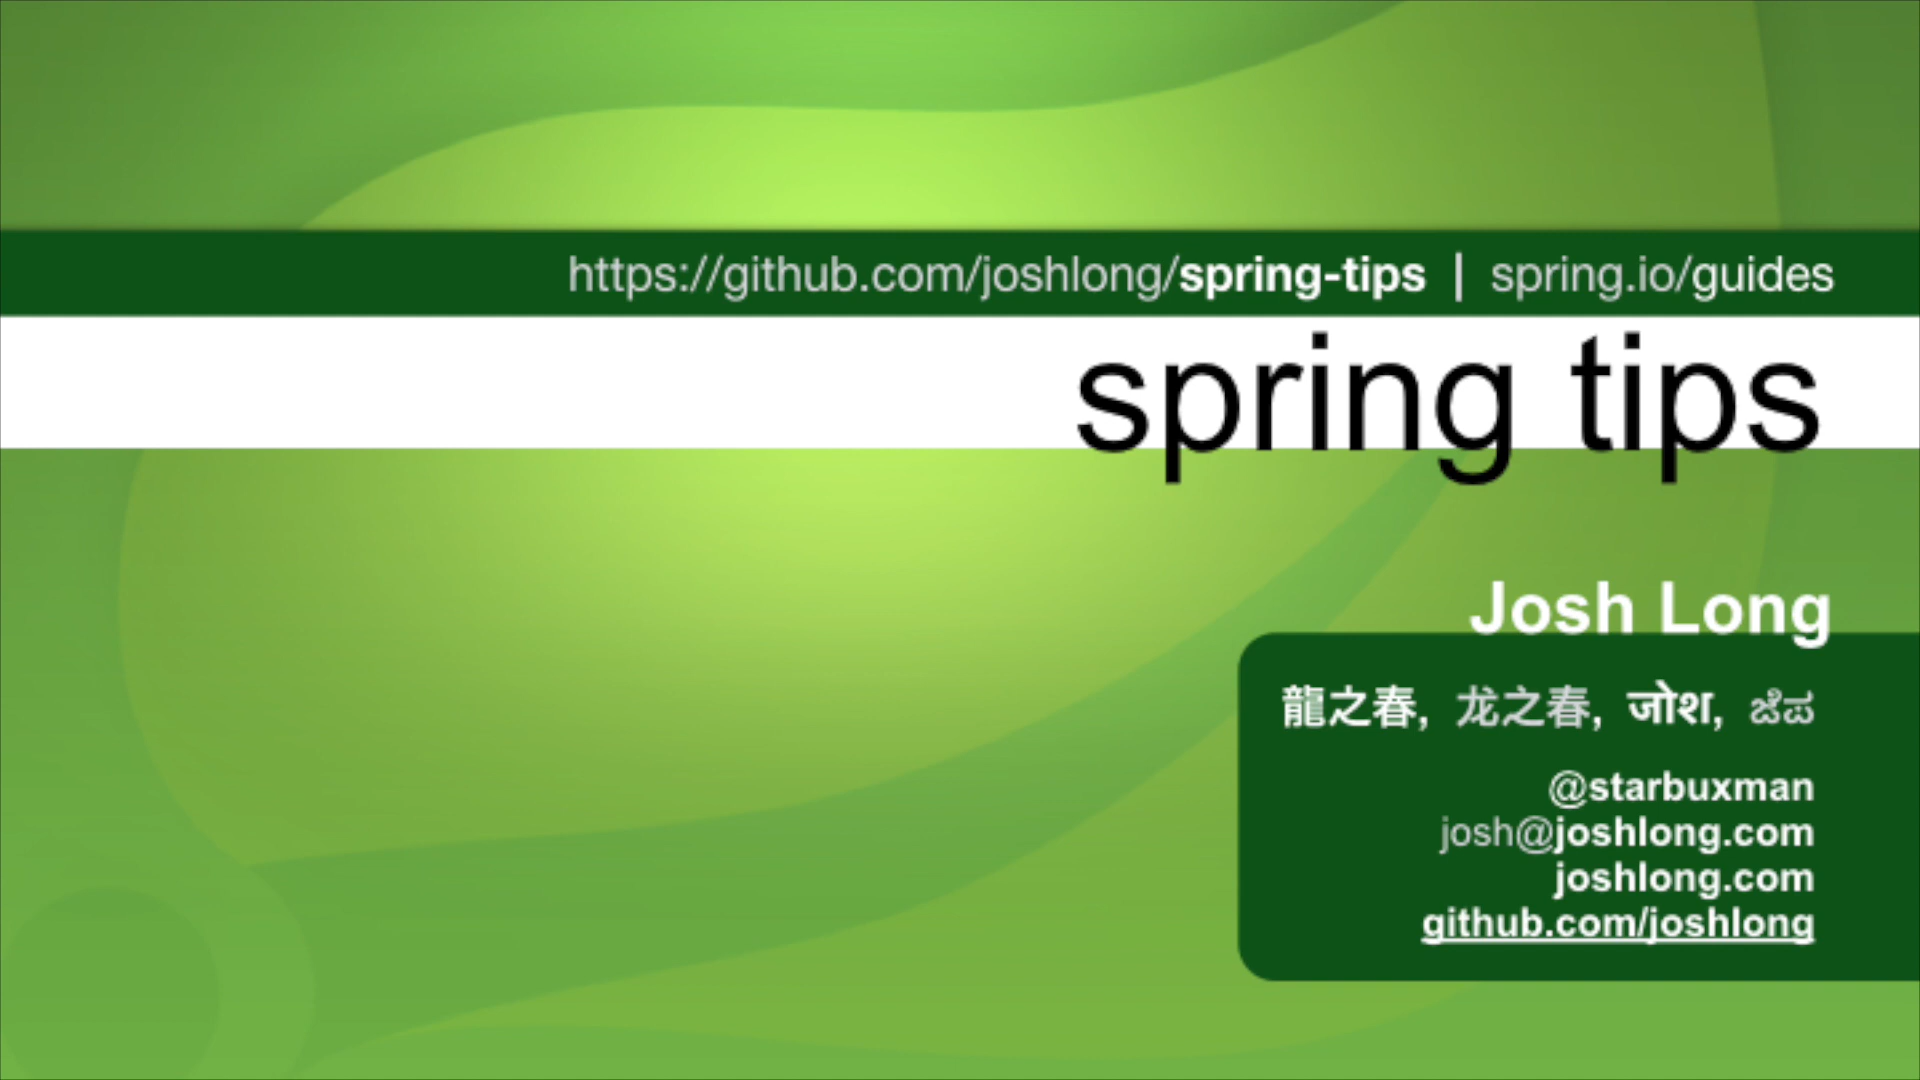 https://github.com/joshlong/spring-tips | spring.io/guides
spring tips
Josh Long
龍之春, 龙之春, जोश, ಜೆಪ
@starbuxman
josh@joshlong.com
joshlong.com
github.com/joshlong